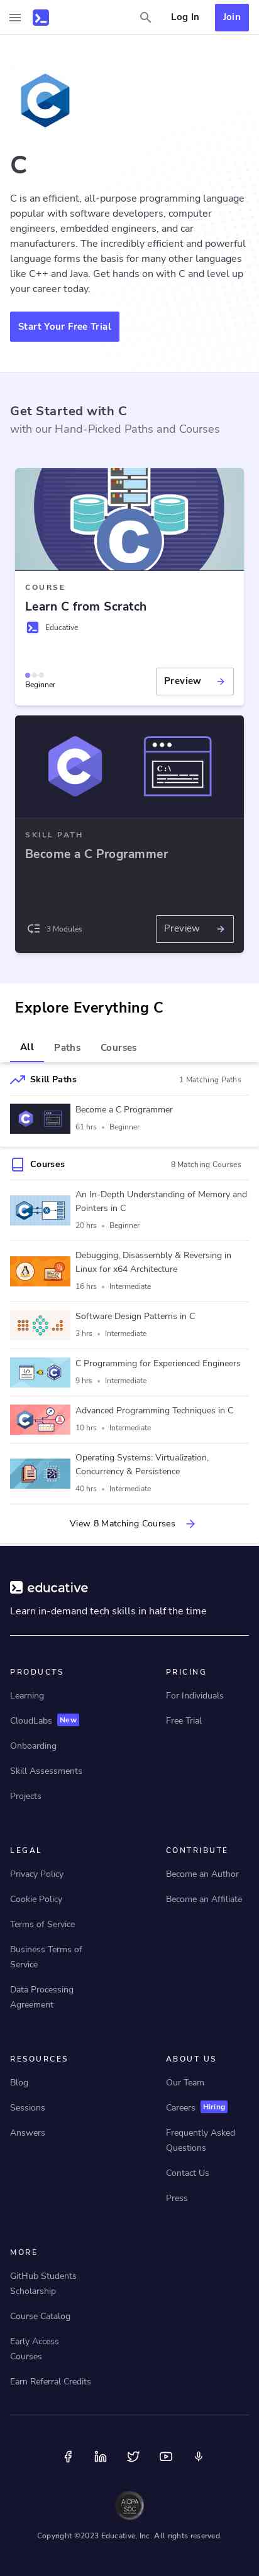 Log In
Join
C
C is an efficient, all-purpose programming language
popular with software developers, computer
engineers, embedded engineers, and car
manufacturers. The incredibly efficient and powerful
language forms the basis for many other languages
like C++ and Java. Get hands on with C and level up
your career today.
Start Your Free Trial
Get Started with C
with our Hand-Picked Paths and Courses
C
COURSE
Learn C from Scratch
Educative
Beginner
Preview
C
C:\
SKILL PATH
Become a C Programmer
3 Modules
Preview
Explore Everything C
All
Paths
Courses
Skill Paths
1 Matching Paths
Become a C Programmer
61 hrs • Beginner
Courses
8 Matching Courses
An In-Depth Understanding of Memory and
Pointers in C
20 hrs • Beginner
Debugging, Disassembly & Reversing in
Linux for x64 Architecture
16 hrs • Intermediate
Software Design Patterns in C
3 hrs • Intermediate
C Programming for Experienced Engineers
9 hrs • Intermediate
Advanced Programming Techniques in C
10 hrs • Intermediate
Operating Systems: Virtualization,
Concurrency & Persistence
40 hrs • Intermediate
View 8 Matching Courses
educative
Learn in-demand tech skills in half the time
PRODUCTS
Learning
CloudLabs New
Onboarding
Skill Assessments
Projects
PRICING
For Individuals
Free Trial
LEGAL
Privacy Policy
Cookie Policy
Terms of Service
Business Terms of
Service
Data Processing
Agreement
CONTRIBUTE
Become an Author
Become an Affiliate
RESOURCES
Blog
Sessions
Answers
ABOUT US
Our Team
Careers Hiring
Frequently Asked
Questions
Contact Us
Press
MORE
GitHub Students
Scholarship
Course Catalog
Early Access
Courses
Earn Referral Credits
AICPA
SOC
Copyright ©2023 Educative, Inc. All rights reserved.